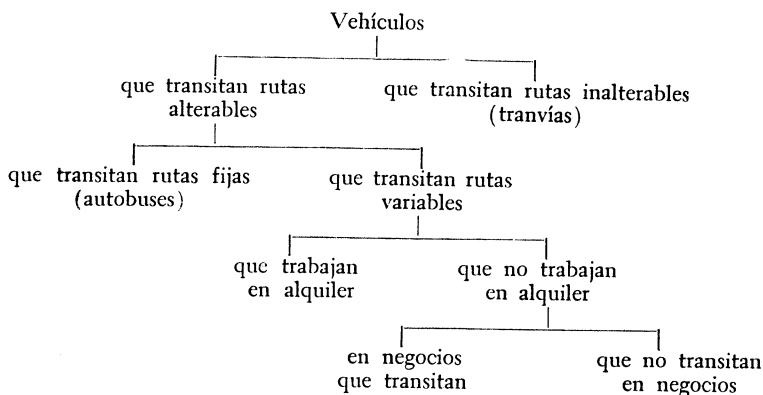 Vehículos
que transitan rutas
alterables
que transitan rutas inalterables
(tranvías)
que transitan rutas fijas
(autobuses)
que transitan rutas
variables
que trabajan
en alquiler
que no trabajan
en alquiler
en negocios
que transitan
que no transitan
en negocios